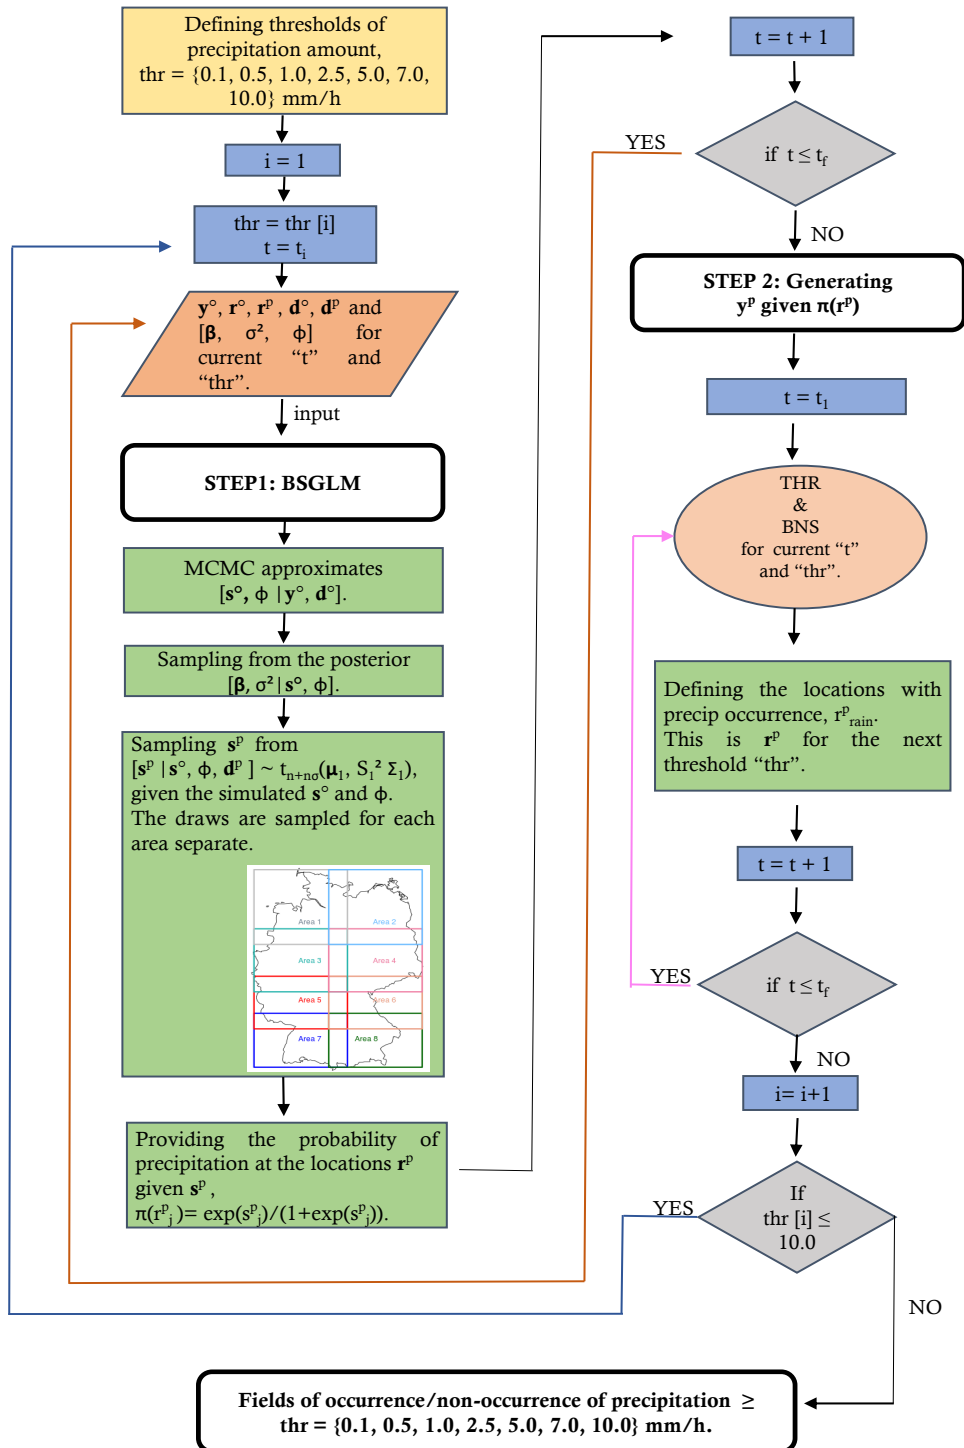 Defining thresholds of
precipitation amount,
thr = {0.1, 0.5, 1.0, 2.5, 5.0, 7.0,
10.0} mm/h
i = 1
thr = thr [i]
t = tᵢ
y°, r°, rᵖ, d°, dᵖ and
[β, σ², ϕ] for
current “t” and
“thr”.
input
STEP1: BSGLM
MCMC approximates
[s°, ϕ | y°, d°].
Sampling from the posterior
[β, σ² | s°, ϕ].
Sampling sᵖ from
[sᵖ | s°, ϕ, dᵖ ] ~ tₙ₊ₙσ(μ₁, S₁² Σ₁),
given the simulated s° and ϕ.
The draws are sampled for each
area separate.
Area 1
Area 2
Area 3
Area 4
Area 5
Area 6
Area 7
Area 8
Providing the probability of
precipitation at the locations rᵖ
given sᵖ ,
π(rᵖⱼ)= exp(sᵖⱼ)/(1+exp(sᵖⱼ)).
t = t + 1
YES
if t ≤ t_f
NO
STEP 2: Generating
yᵖ given π(rᵖ)
t = t₁
THR
&
BNS
for current “t”
and “thr”.
Defining the locations with
precip occurrence, rᵖ_rain.
This is rᵖ for the next
threshold “thr”.
t = t + 1
YES
if t ≤ t_f
NO
i= i+1
YES
If
thr [i] ≤
10.0
NO
Fields of occurrence/non-occurrence of precipitation ≥
thr = {0.1, 0.5, 1.0, 2.5, 5.0, 7.0, 10.0} mm/h.